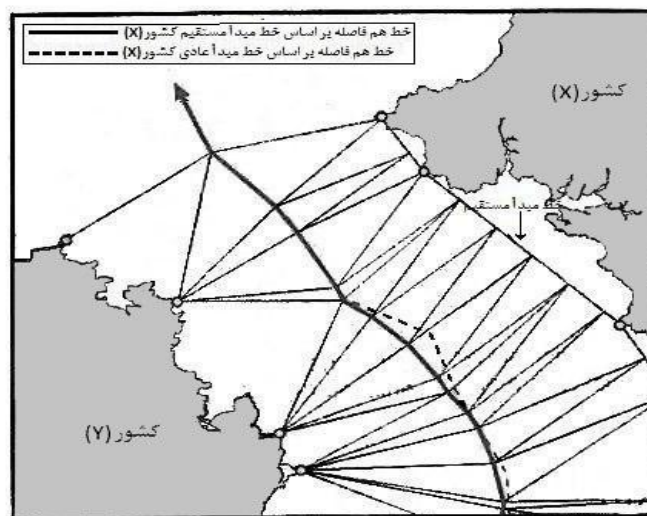 خط هم فاصله بر اساس خط مبدأ مستقیم کشور(X)
خط هم فاصله بر اساس خط مبدأ عادی کشور(X)
کشور (X)
خط مبدأ مستقیم
کشور (Y)